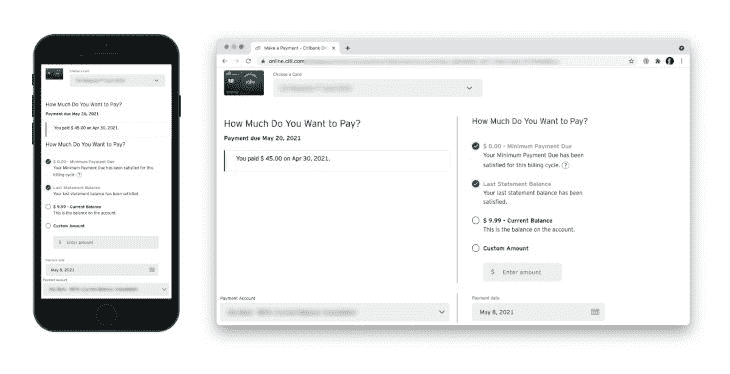 Choose a Card
How Much Do You Want to Pay?
Payment due May 20, 2021
You paid $ 45.00 on Apr 30, 2021.
How Much Do You Want to Pay?
$ 0.00 - Minimum Payment Due
Your Minimum Payment Due has been
satisfied for this billing cycle. ?
Last Statement Balance
Your last statement balance has been satisfied.
$ 9.99 - Current Balance
This is the balance on the account.
Custom Amount
$ Enter amount
Payment date
May 8, 2021
Payment Account
Make a Payment - Citibank On
online.citi.com
Choose a Card
How Much Do You Want to Pay?
Payment due May 20, 2021
You paid $ 45.00 on Apr 30, 2021.
Payment Account
How Much Do You Want to Pay?
$ 0.00 - Minimum Payment Due
Your Minimum Payment Due has been
satisfied for this billing cycle. ?
Last Statement Balance
Your last statement balance has been
satisfied.
$ 9.99 - Current Balance
This is the balance on the account.
Custom Amount
$ Enter amount
Payment date
May 8, 2021